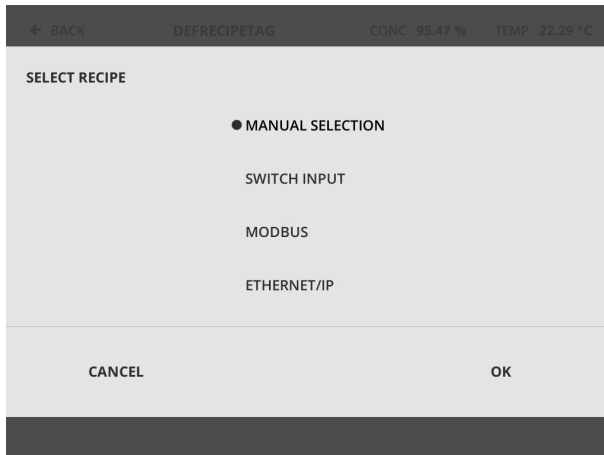 ← BACK DEFRECIPETAG CONC 95.47 % TEMP 22.29 °C
SELECT RECIPE
MANUAL SELECTION
SWITCH INPUT
MODBUS
ETHERNET/IP
CANCEL OK